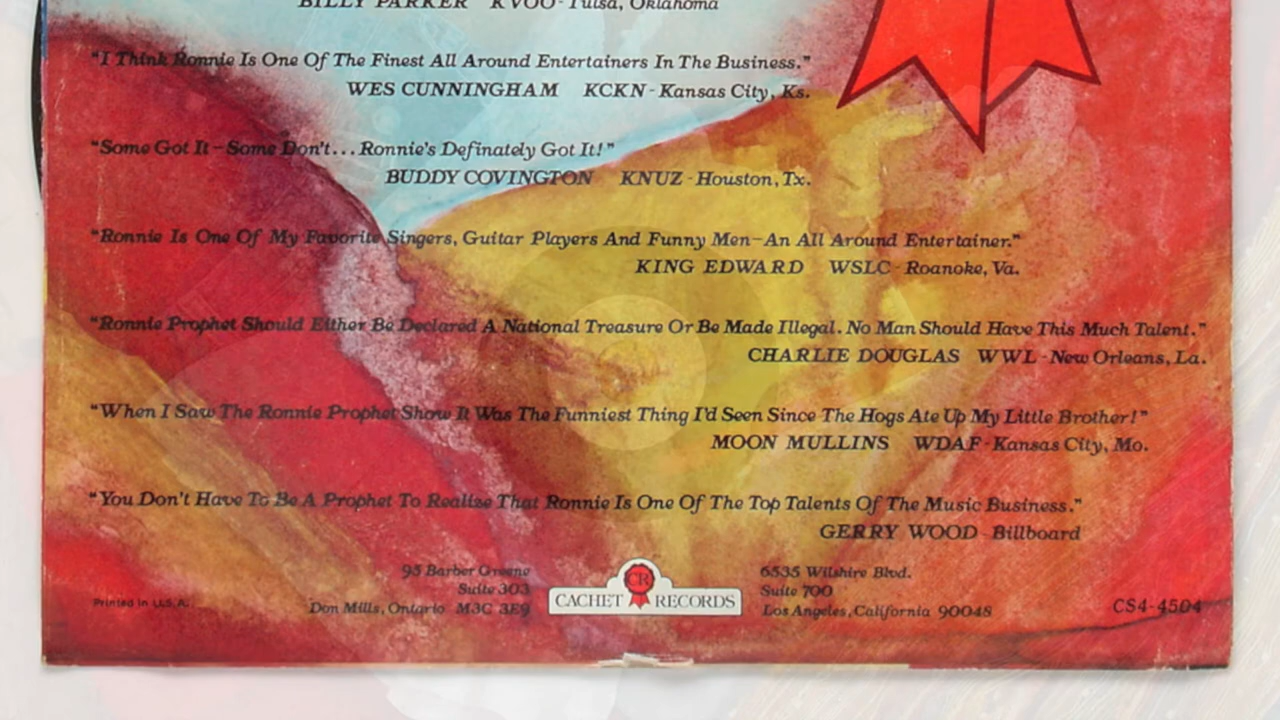 BILLY PARKER KVOO-Tulsa, Oklahoma
"I Think Ronnie Is One Of The Finest All Around Entertainers In The Business."
WES CUNNINGHAM KCKN-Kansas City, Ks.
"Some Got It-Some Don't...Ronnie's Definately Got It!"
BUDDY COVINGTON KNUZ-Houston, Tx.
"Ronnie Is One Of My Favorite Singers, Guitar Players And Funny Men-An All Around Entertainer."
KING EDWARD WSLC-Roanoke, Va.
"Ronnie Prophet Should Either Be Declared A National Treasure Or Be Made Illegal. No Man Should Have This Much Talent."
CHARLIE DOUGLAS WWL-New Orleans, La.
"When I Saw The Ronnie Prophet Show It Was The Funniest Thing I'd Seen Since The Hogs Ate Up My Little Brother!"
MOON MULLINS WDAF-Kansas City, Mo.
"You Don't Have To Be A Prophet To Realize That Ronnie Is One Of The Top Talents Of The Music Business."
GERRY WOOD-Billboard
95 Barber Greene
Suite 303
Don Mills, Ontario M3C 3E9
CR
CACHET RECORDS
6535 Wilshire Blvd.
Suite 700
Los Angeles, California 90048
Printed in U.S.A.
CS4-4504